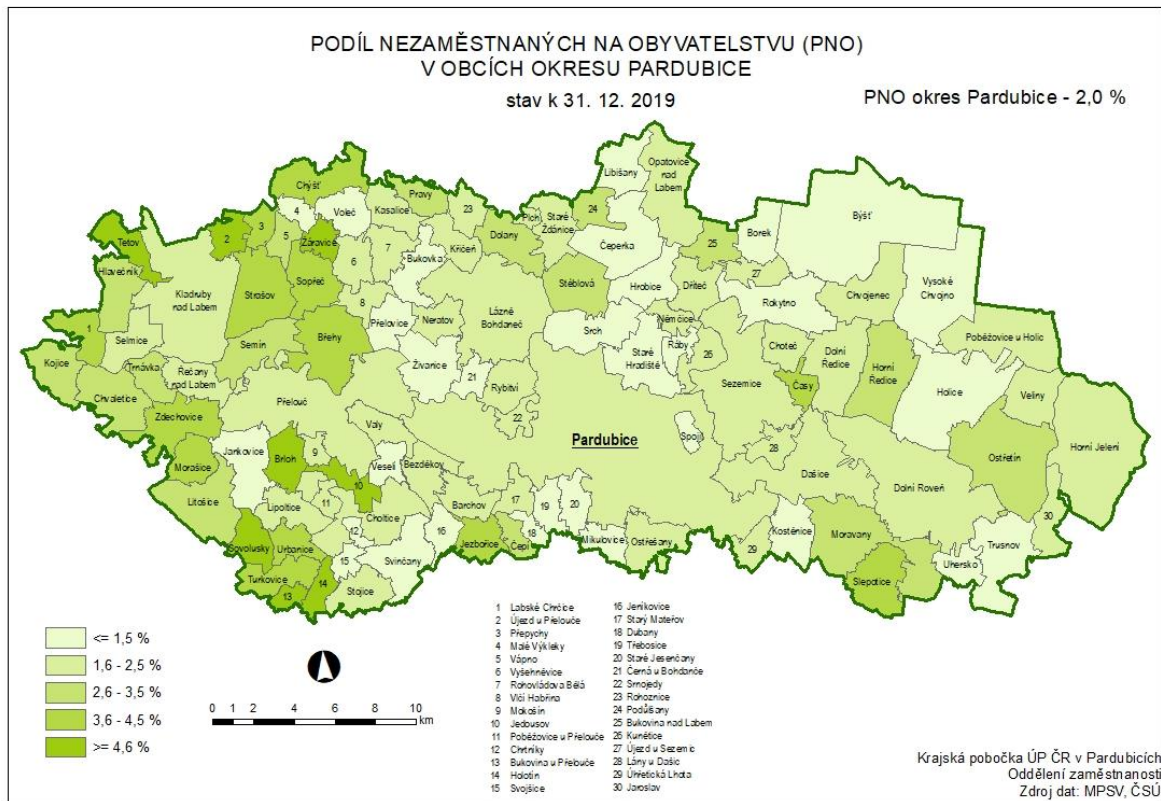 PODÍL NEZAMĚSTNANÝCH NA OBYVATELSTVU (PNO)
V OBCÍCH OKRESU PARDUBICE
stav k 31. 12. 2019
PNO okres Pardubice - 2,0 %
Libišany
Opatovice
nad
Labem
Chýšť
4
Voleč
Kasalice
Pravy
23
Plch
Staré
Ždánice
24
Býšť
Tetov
2
3
5
Žáravice
7
6
Bukovka
Křičeň
Dolany
Čeperka
25
Borek
27
Hlavečník
Kladruby
nad Labem
Strašov
Sopřeč
8
Přelovice
Neratov
Lázně
Bohdaneč
Stéblová
Hrobice
Dříteč
Rokytno
Chvojenec
Vysoké
Chvojno
1
Selmice
Semín
Břehy
Živanice
21
Srch
Němčice
Staré
Hradiště
Ráby
26
Choteč
Dolní
Ředice
Horní
Ředice
Poběžovice u Holic
Kojice
Trnávka
Řečany
nad Labem
Rybitví
22
Sezemice
Časy
Holice
Veliny
Chvaletice
Zdechovice
Přelouč
Valy
Pardubice
Spojil
28
Ostřetín
Horní Jelení
Morašice
Jankovice
Brloh
9
10
Veselí
Bezděkov
Dašice
Dolní Roveň
Litošice
Lipoltice
11
Choltice
Barchov
17
19
20
30
Sovolusky
Urbanice
12
16
Jezbořice
Čepí
18
Mikulovice
Ostřešany
29
Kostěnice
Moravany
Trusnov
Turkovice
13
14
15
Svinčany
Stojice
Slepotice
Uhersko
<= 1,5 %
1,6 - 2,5 %
2,6 - 3,5 %
3,6 - 4,5 %
>= 4,6 %
0 1 2 4 6 8 10
km
1 Labské Chrčice
2 Újezd u Přelouče
3 Přepychy
4 Malé Výkleky
5 Vápno
6 Vyšehněvice
7 Rohovládova Bělá
8 Vlčí Habřina
9 Mokošín
10 Jedousov
11 Poběžovice u Přelouče
12 Chrtníky
13 Bukovina u Přelouče
14 Holotín
15 Svojšice
16 Jeníkovice
17 Starý Mateřov
18 Dubany
19 Třebosice
20 Staré Jesenčany
21 Černá u Bohdanče
22 Srnojedy
23 Rohoznice
24 Podůlšany
25 Bukovina nad Labem
26 Kunětice
27 Újezd u Sezemic
28 Lány u Dašic
29 Úhřetická Lhota
30 Jaroslav
Krajská pobočka ÚP ČR v Pardubicích
Oddělení zaměstnanosti
Zdroj dat: MPSV, ČSÚ